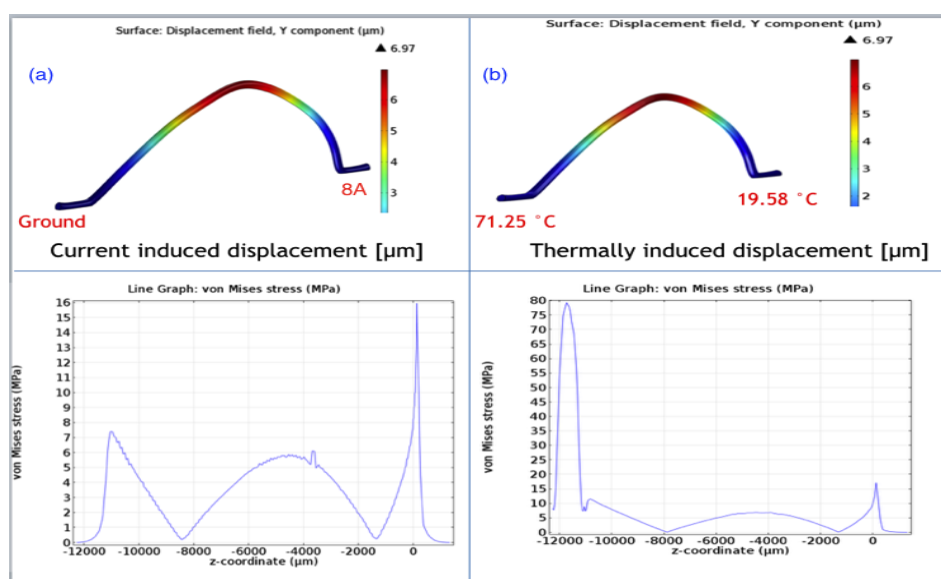 Surface: Displacement field, Y component (µm)
▲ 6.97
(a)
6
5
4
3
8A
Ground
Current induced displacement [µm]
Surface: Displacement field, Y component (µm)
▲ 6.97
(b)
6
5
4
3
2
19.58 °C
71.25 °C
Thermally induced displacement [µm]
Line Graph: von Mises stress (MPa)
16
15
14
13
12
11
10
9
8
7
6
5
4
3
2
1
0
von Mises stress (MPa)
-12000 -10000 -8000 -6000 -4000 -2000 0
z-coordinate (µm)
Line Graph: von Mises stress (MPa)
80
75
70
65
60
55
50
45
40
35
30
25
20
15
10
5
0
von Mises stress (MPa)
-12000 -10000 -8000 -6000 -4000 -2000 0
z-coordinate (µm)